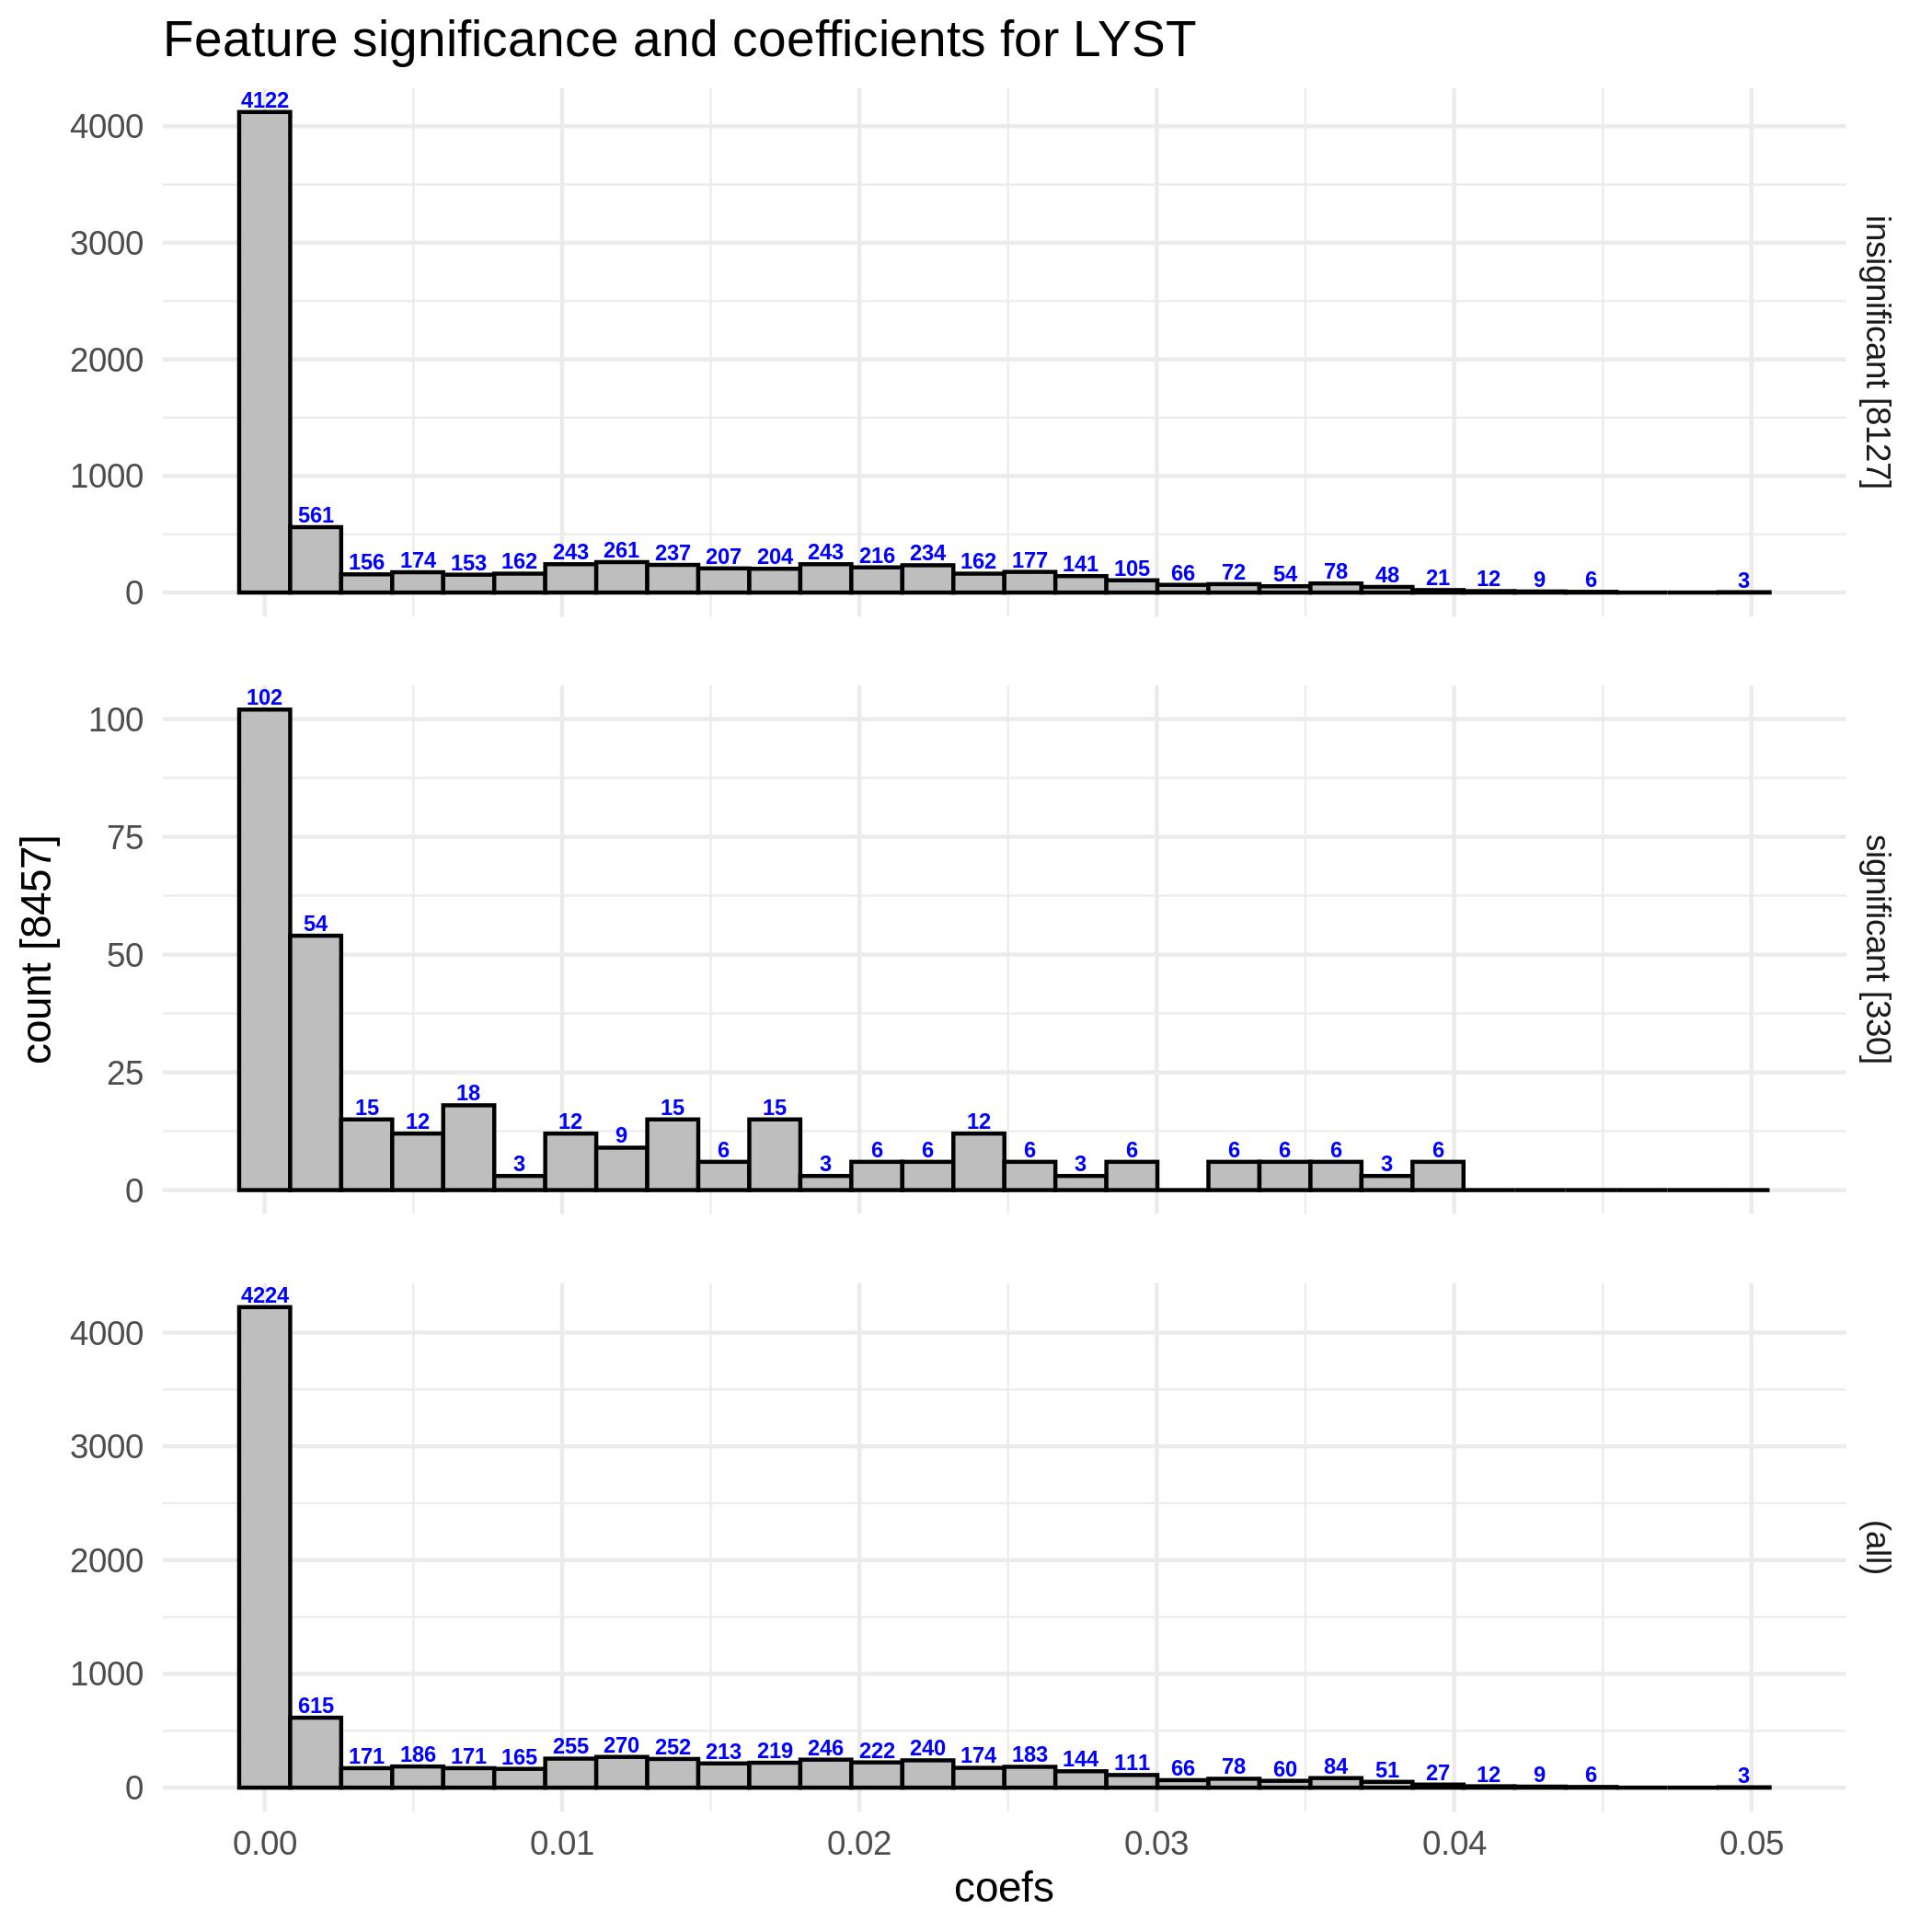 Feature significance and coefficients for LYST
4122
4000
3000
2000
1000
0
561 156 174 153 162 243 261 237 207 204 243 216 234 162 177 141 105 66 72 54 78 48 21 12 9 6 3
insignificant [8127]
102
100
75
50
25
0
54 15 12 18 3 12 9 15 6 15 3 6 6 12 6 3 6 6 6 6 3 6
significant [330]
count [8457]
4224
4000
3000
2000
1000
0
615 171 186 171 165 255 270 252 213 219 246 222 240 174 183 144 111 66 78 60 84 51 27 12 9 6 3
(all)
0.00 0.01 0.02 0.03 0.04 0.05
coefs